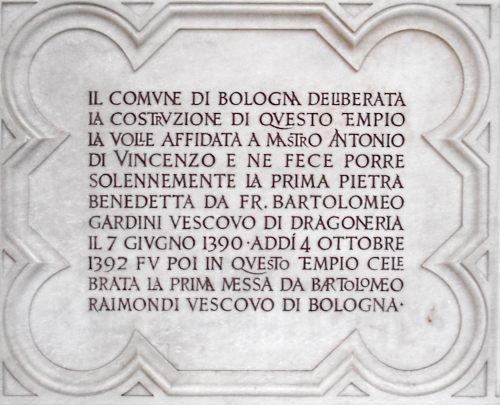 IL COMVNE DI BOLOGNA DELIBERATA
LA COSTRVZIONE DI QVESTO TEMPIO
LA VOLLE AFFIDATA A MASTRO ANTONIO
DI VINCENZO E NE FECE PORRE
SOLENNEMENTE LA PRIMA PIETRA
BENEDETTA DA FR. BARTOLOMEO
GARDINI VESCOVO DI DRAGONERIA
IL 7 GIVGNO 1390 · ADDÍ 4 OTTOBRE
1392 FV POI IN QVESTO TEMPIO CELE
BRATA LA PRIMA MESSA DA BARTOLOMEO
RAIMONDI VESCOVO DI BOLOGNA ·